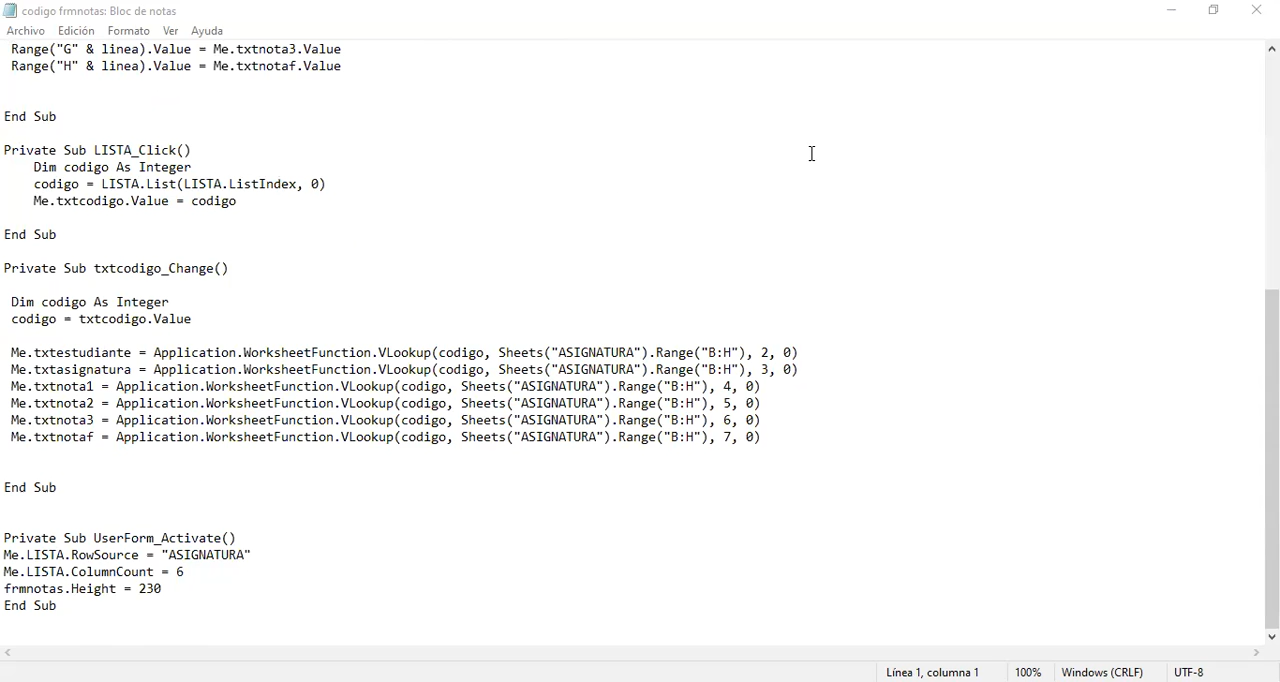 codigo frmnotas: Bloc de notas
Archivo Edición Formato Ver Ayuda
Range("G" & linea).Value = Me.txtnota3.Value
Range("H" & linea).Value = Me.txtnotaf.Value
End Sub
Private Sub LISTA_Click()
Dim codigo As Integer
codigo = LISTA.List(LISTA.ListIndex, 0)
Me.txtcodigo.Value = codigo
End Sub
Private Sub txtcodigo_Change()
Dim codigo As Integer
codigo = txtcodigo.Value
Me.txtestudiante = Application.WorksheetFunction.VLookup(codigo, Sheets("ASIGNATURA").Range("B:H"), 2, 0)
Me.txtasignatura = Application.WorksheetFunction.VLookup(codigo, Sheets("ASIGNATURA").Range("B:H"), 3, 0)
Me.txtnota1 = Application.WorksheetFunction.VLookup(codigo, Sheets("ASIGNATURA").Range("B:H"), 4, 0)
Me.txtnota2 = Application.WorksheetFunction.VLookup(codigo, Sheets("ASIGNATURA").Range("B:H"), 5, 0)
Me.txtnota3 = Application.WorksheetFunction.VLookup(codigo, Sheets("ASIGNATURA").Range("B:H"), 6, 0)
Me.txtnotaf = Application.WorksheetFunction.VLookup(codigo, Sheets("ASIGNATURA").Range("B:H"), 7, 0)
End Sub
Private Sub UserForm_Activate()
Me.LISTA.RowSource = "ASIGNATURA"
Me.LISTA.ColumnCount = 6
frmnotas.Height = 230
End Sub
Línea 1, columna 1 100% Windows (CRLF) UTF-8